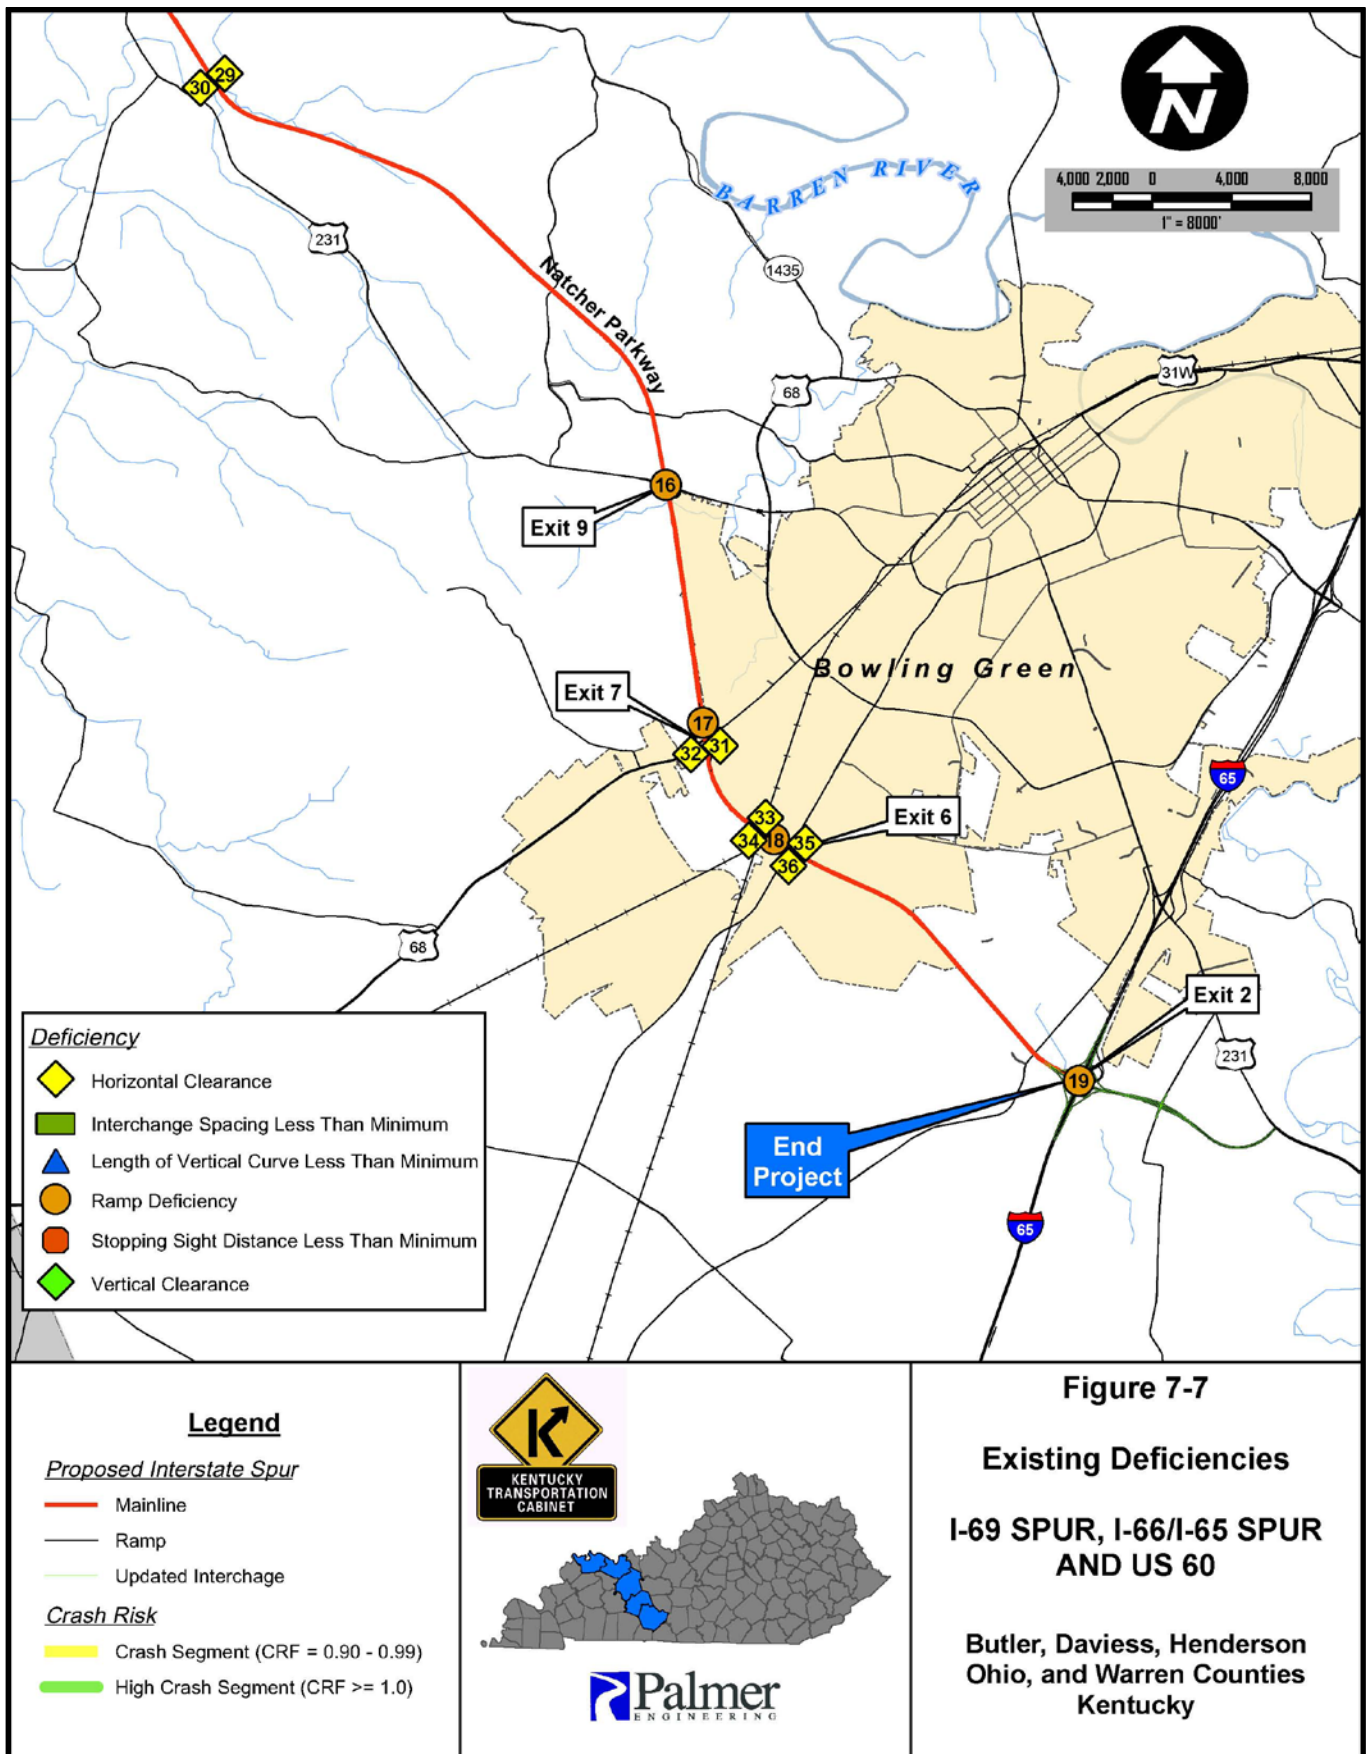 30
29
N
4,000 2,000 0 4,000 8,000
1" = 8000'
BARREN RIVER
231
1435
Natcher Parkway
31W
68
16
Exit 9
Bowling Green
Exit 7
17
32
31
65
33
34
18
35
Exit 6
36
68
Exit 2
231
19
End
Project
65
Deficiency
Horizontal Clearance
Interchange Spacing Less Than Minimum
Length of Vertical Curve Less Than Minimum
Ramp Deficiency
Stopping Sight Distance Less Than Minimum
Vertical Clearance
Legend
Proposed Interstate Spur
Mainline
Ramp
Updated Interchage
Crash Risk
Crash Segment (CRF = 0.90 - 0.99)
High Crash Segment (CRF >= 1.0)
K
KENTUCKY
TRANSPORTATION
CABINET
Palmer
ENGINEERING
Figure 7-7
Existing Deficiencies
I-69 SPUR, I-66/I-65 SPUR
AND US 60
Butler, Daviess, Henderson
Ohio, and Warren Counties
Kentucky